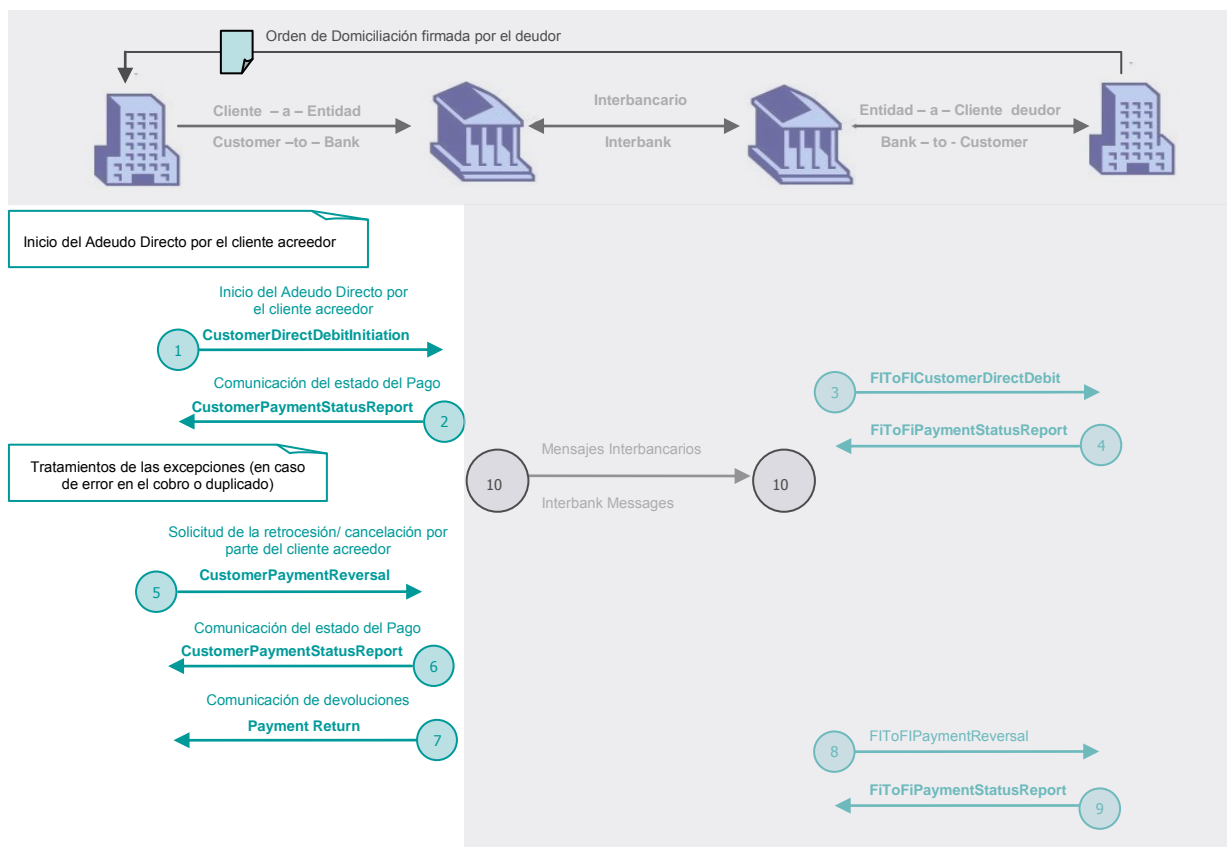 Orden de Domiciliación firmada por el deudor
Cliente – a – Entidad
Customer –to – Bank
Interbancario
Interbank
Entidad – a – Cliente deudor
Bank – to - Customer
Inicio del Adeudo Directo por el cliente acreedor
Inicio del Adeudo Directo por
el cliente acreedor
CustomerDirectDebitInitiation
1
Comunicación del estado del Pago
CustomerPaymentStatusReport
2
FIToFICustomerDirectDebit
3
FiToFiPaymentStatusReport
4
Tratamientos de las excepciones (en caso
de error en el cobro o duplicado)
Mensajes Interbancarios
10
10
Interbank Messages
Solicitud de la retrocesión/ cancelación por
parte del cliente acreedor
CustomerPaymentReversal
5
Comunicación del estado del Pago
CustomerPaymentStatusReport
6
Comunicación de devoluciones
Payment Return
7
FIToFIPaymentReversal
8
FiToFiPaymentStatusReport
9